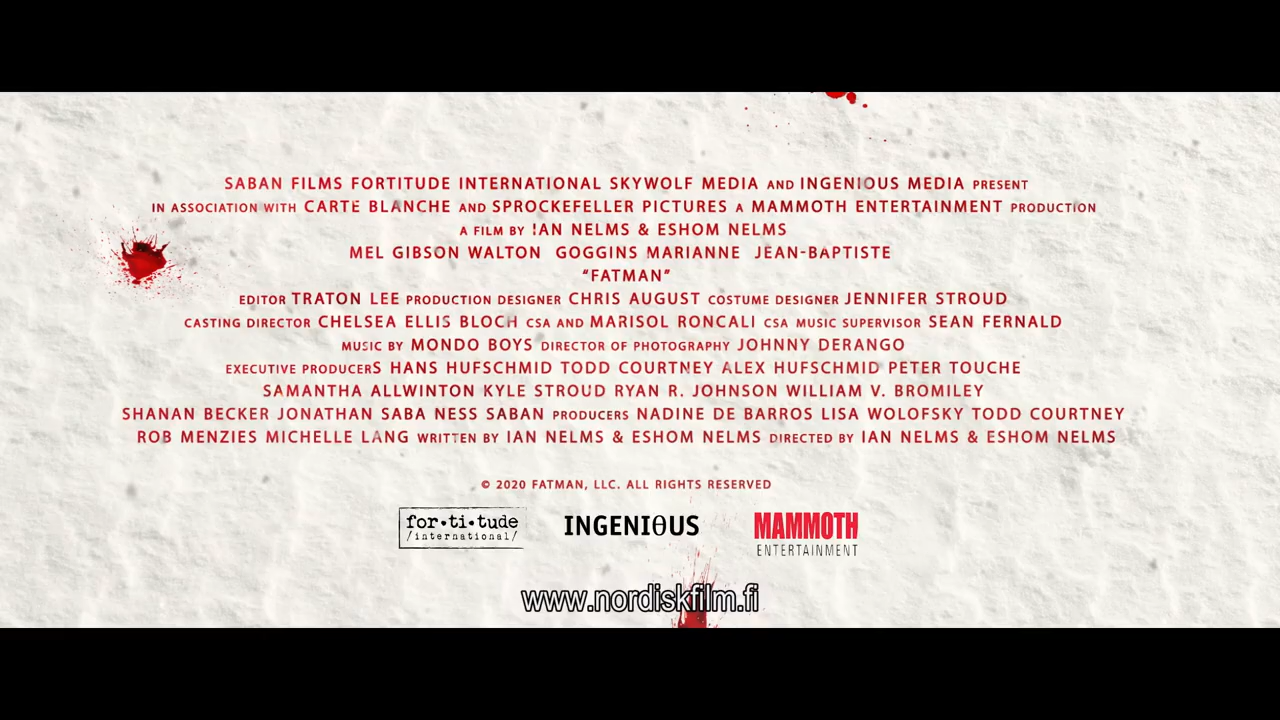 SABAN FILMS FORTITUDE INTERNATIONAL SKYWOLF MEDIA AND INGENIOUS MEDIA PRESENT
IN ASSOCIATION WITH CARTE BLANCHE AND SPROCKEFELLER PICTURES A MAMMOTH ENTERTAINMENT PRODUCTION
A FILM BY IAN NELMS & ESHOM NELMS
MEL GIBSON WALTON GOGGINS MARIANNE JEAN-BAPTISTE
“FATMAN”
EDITOR TRATON LEE PRODUCTION DESIGNER CHRIS AUGUST COSTUME DESIGNER JENNIFER STROUD
CASTING DIRECTOR CHELSEA ELLIS BLOCH CSA AND MARISOL RONCALI CSA MUSIC SUPERVISOR SEAN FERNALD
MUSIC BY MONDO BOYS DIRECTOR OF PHOTOGRAPHY JOHNNY DERANGO
EXECUTIVE PRODUCERS HANS HUFSCHMID TODD COURTNEY ALEX HUFSCHMID PETER TOUCHE
SAMANTHA ALLWINTON KYLE STROUD RYAN R. JOHNSON WILLIAM V. BROMILEY
SHANAN BECKER JONATHAN SABA NESS SABAN PRODUCERS NADINE DE BARROS LISA WOLOFSKY TODD COURTNEY
ROB MENZIES MICHELLE LANG WRITTEN BY IAN NELMS & ESHOM NELMS DIRECTED BY IAN NELMS & ESHOM NELMS
© 2020 FATMAN, LLC. ALL RIGHTS RESERVED
for•ti•tude
/international/
INGENIOUS
MAMMOTH
ENTERTAINMENT
www.nordiskfilm.fi